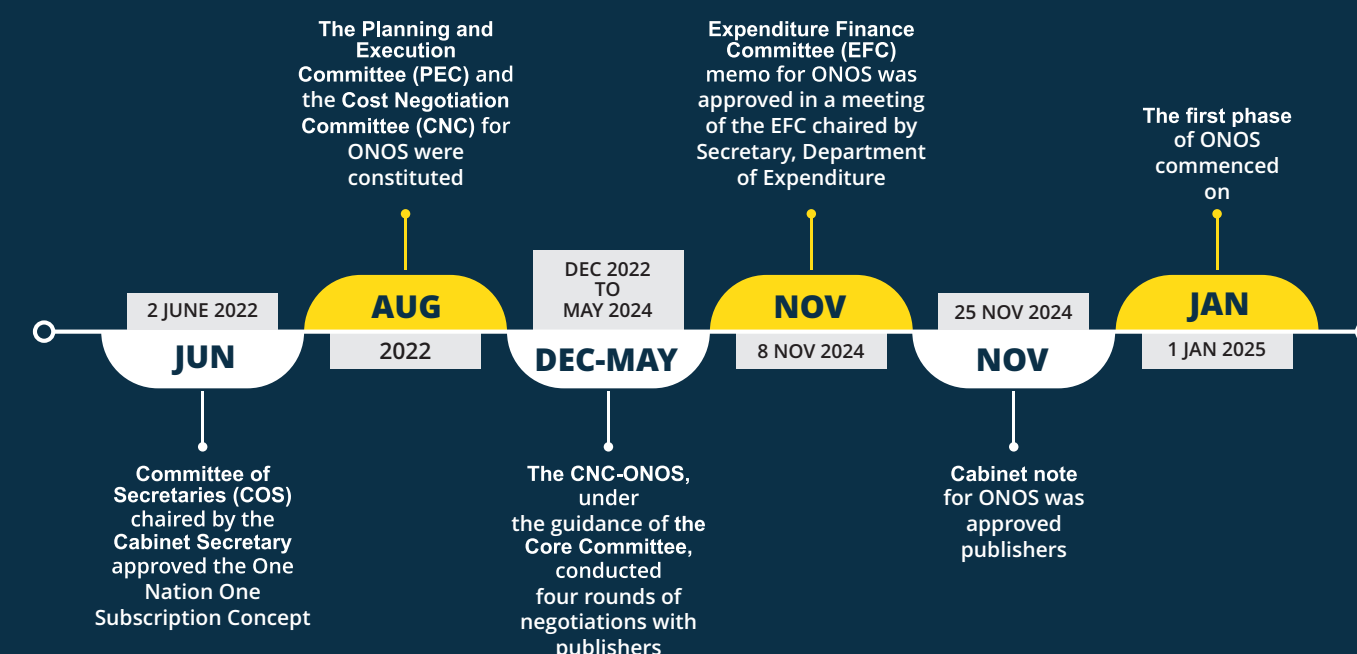 2 JUNE 2022
JUN
Committee of
Secretaries (COS)
chaired by the
Cabinet Secretary
approved the One
Nation One
Subscription Concept
The Planning and
Execution
Committee (PEC) and
the Cost Negotiation
Committee (CNC) for
ONOS were
constituted
AUG
2022
DEC 2022
TO
MAY 2024
DEC-MAY
The CNC-ONOS,
under
the guidance of the
Core Committee,
conducted
four rounds of
negotiations with
publishers
Expenditure Finance
Committee (EFC)
memo for ONOS was
approved in a meeting
of the EFC chaired by
Secretary, Department
of Expenditure
NOV
8 NOV 2024
25 NOV 2024
NOV
Cabinet note
for ONOS was
approved
publishers
The first phase
of ONOS
commenced
on
JAN
1 JAN 2025